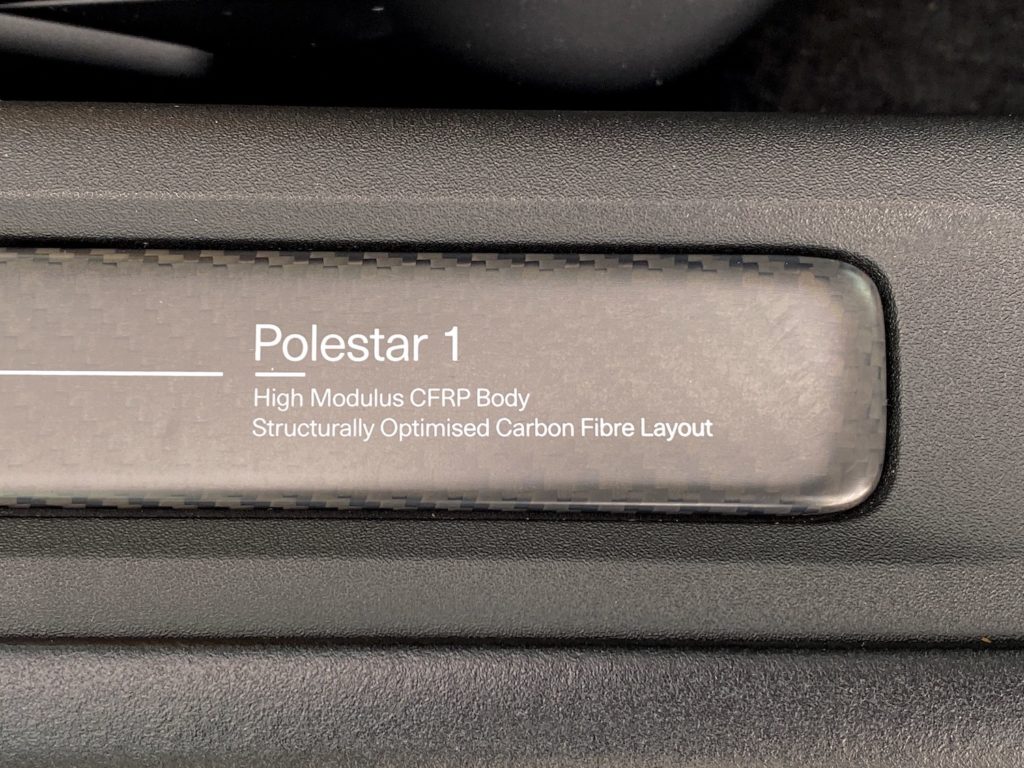 Polestar 1
High Modulus CFRP Body
Structurally Optimised Carbon Fibre Layout